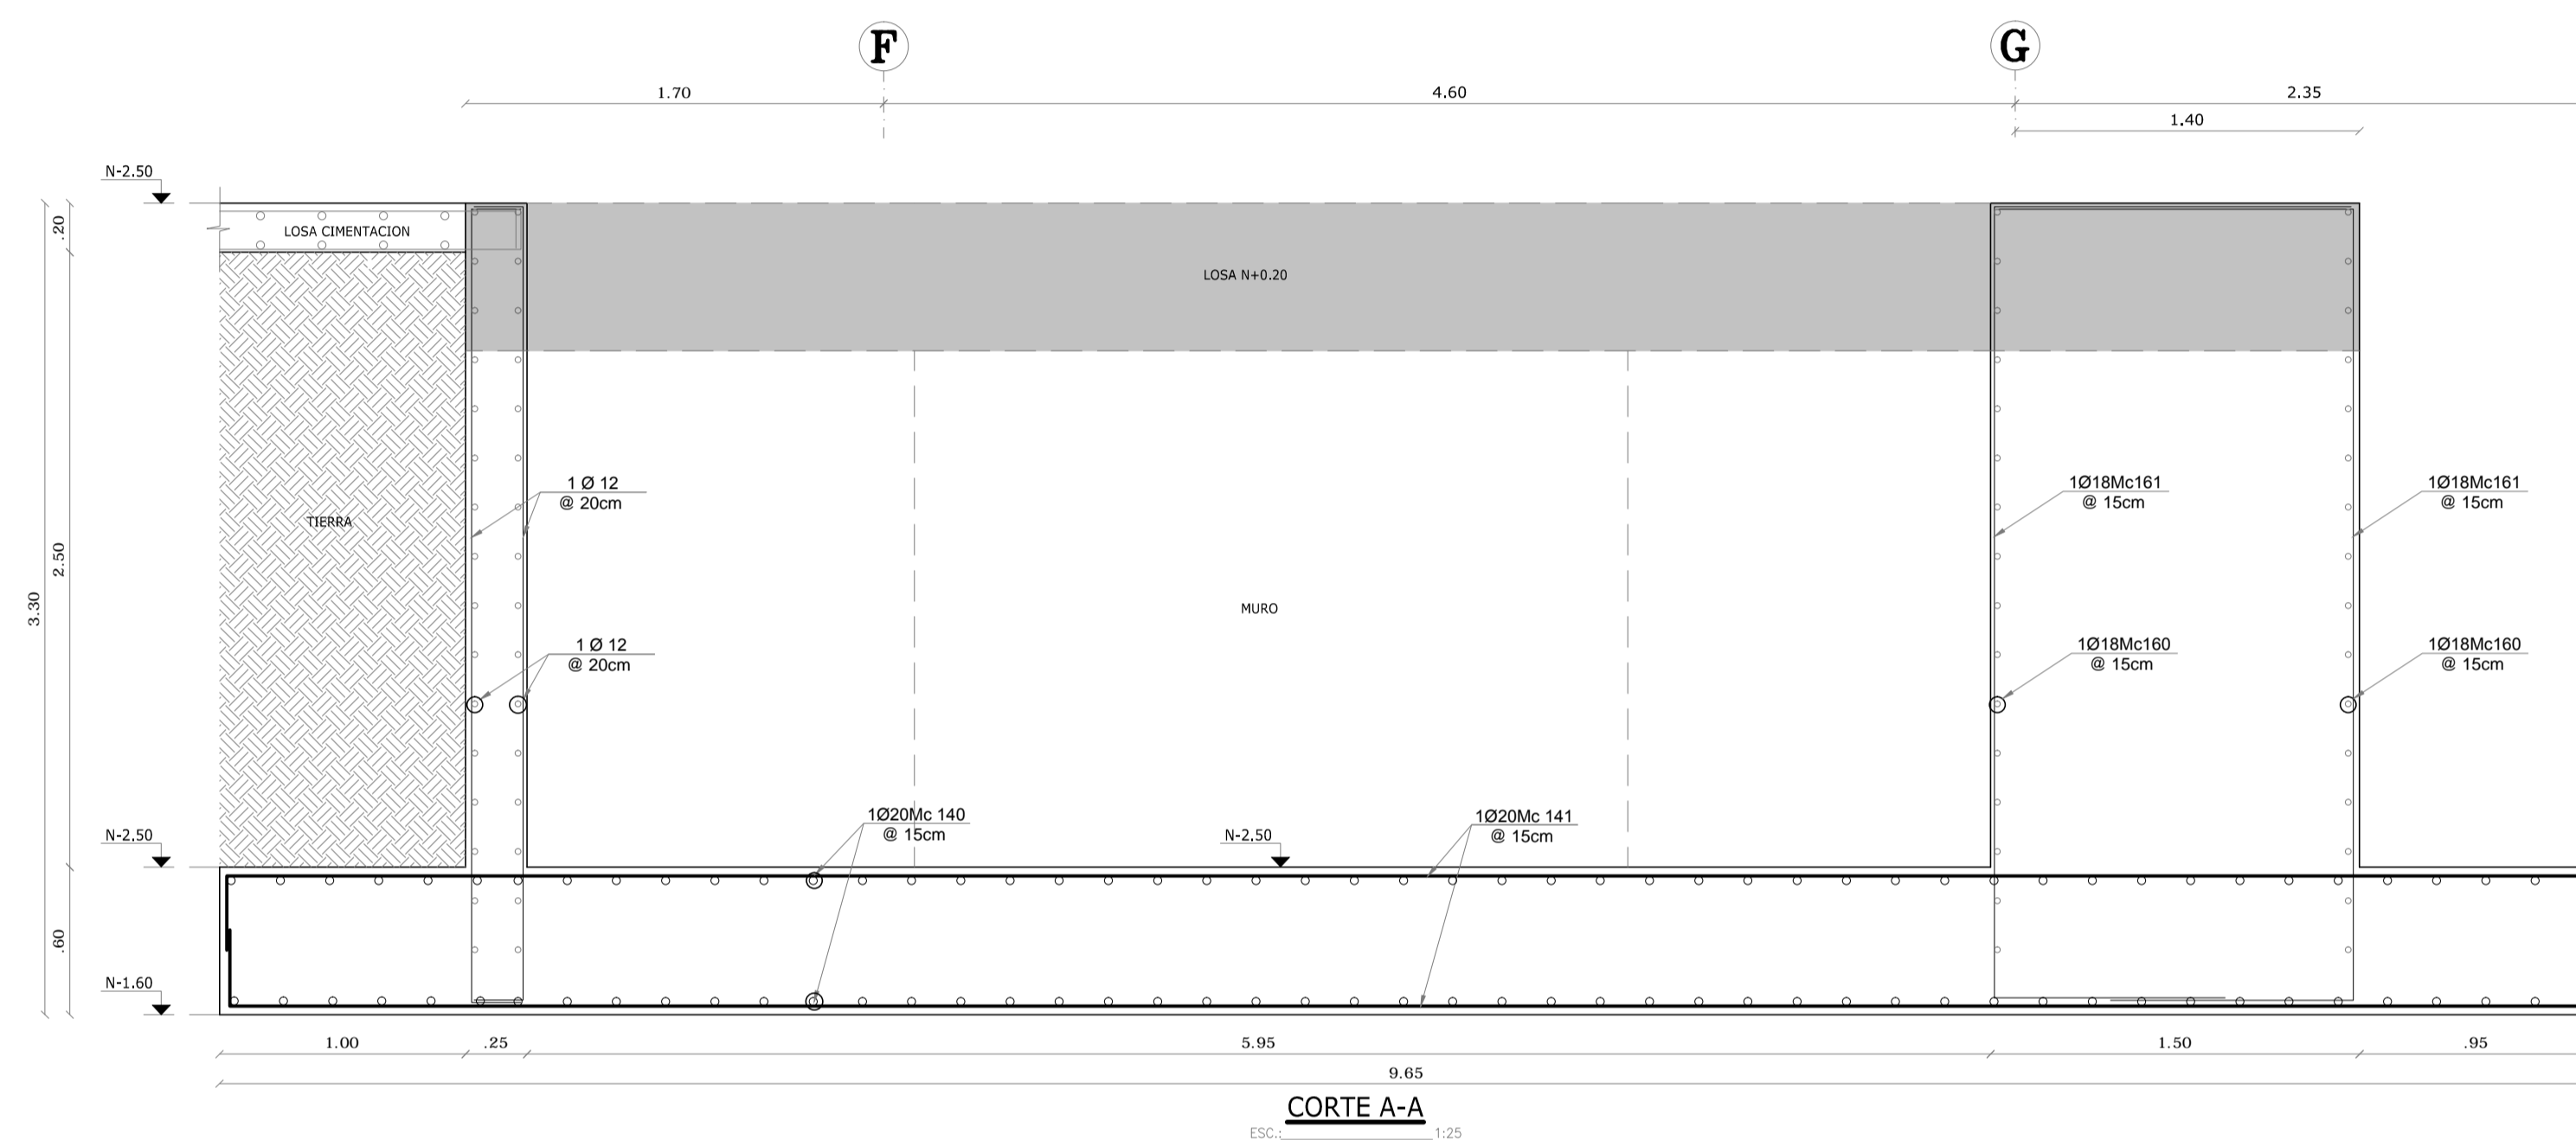 F
G
1.70
4.60
2.35
1.40
N-2.50
.20
LOSA CIMENTACION
LOSA N+0.20
1 Ø 12
@ 20cm
1Ø18Mc161
@ 15cm
1Ø18Mc161
@ 15cm
TIERRA
2.50
3.30
MURO
1 Ø 12
@ 20cm
1Ø18Mc160
@ 15cm
1Ø18Mc160
@ 15cm
1Ø20Mc 140
@ 15cm
1Ø20Mc 141
@ 15cm
N-2.50
N-2.50
.60
N-1.60
1.00
.25
5.95
1.50
.95
9.65
CORTE A-A
ESC.: 1:25